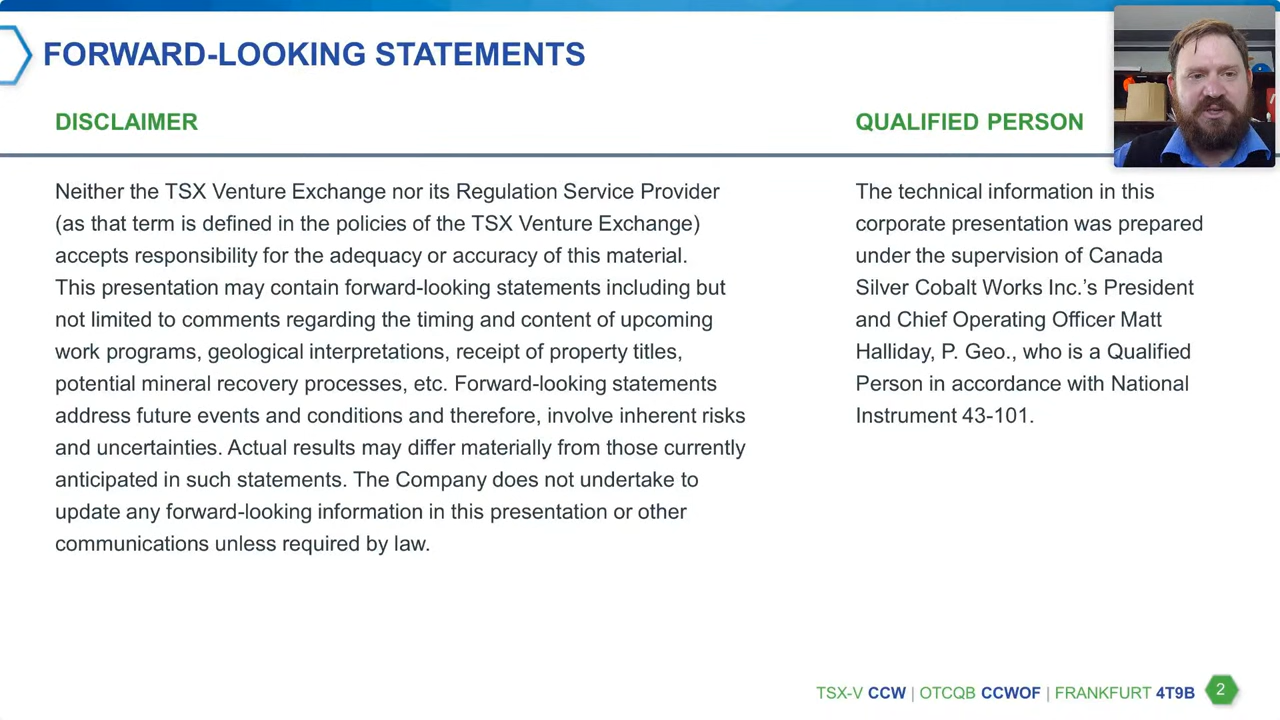 FORWARD-LOOKING STATEMENTS
DISCLAIMER
Neither the TSX Venture Exchange nor its Regulation Service Provider
(as that term is defined in the policies of the TSX Venture Exchange)
accepts responsibility for the adequacy or accuracy of this material.
This presentation may contain forward-looking statements including but
not limited to comments regarding the timing and content of upcoming
work programs, geological interpretations, receipt of property titles,
potential mineral recovery processes, etc. Forward-looking statements
address future events and conditions and therefore, involve inherent risks
and uncertainties. Actual results may differ materially from those currently
anticipated in such statements. The Company does not undertake to
update any forward-looking information in this presentation or other
communications unless required by law.
QUALIFIED PERSON
The technical information in this
corporate presentation was prepared
under the supervision of Canada
Silver Cobalt Works Inc.’s President
and Chief Operating Officer Matt
Halliday, P. Geo., who is a Qualified
Person in accordance with National
Instrument 43-101.
TSX-V CCW | OTCQB CCWOF | FRANKFURT 4T9B 2